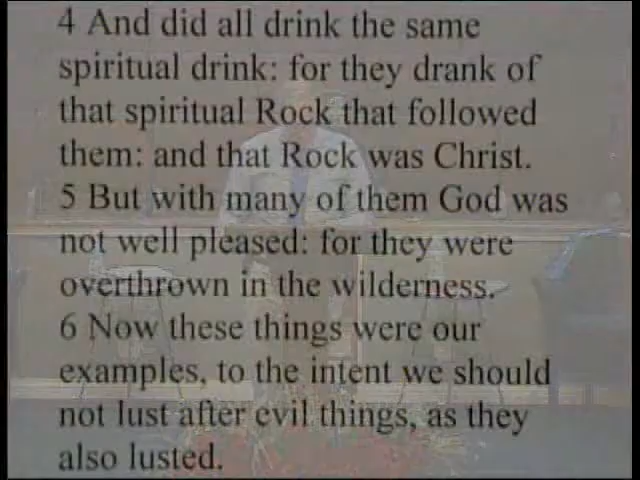 4 And did all drink the same
spiritual drink: for they drank of
that spiritual Rock that followed
them: and that Rock was Christ.
5 But with many of them God was
not well pleased: for they were
overthrown in the wilderness.
6 Now these things were our
examples, to the intent we should
not lust after evil things, as they
also lusted.